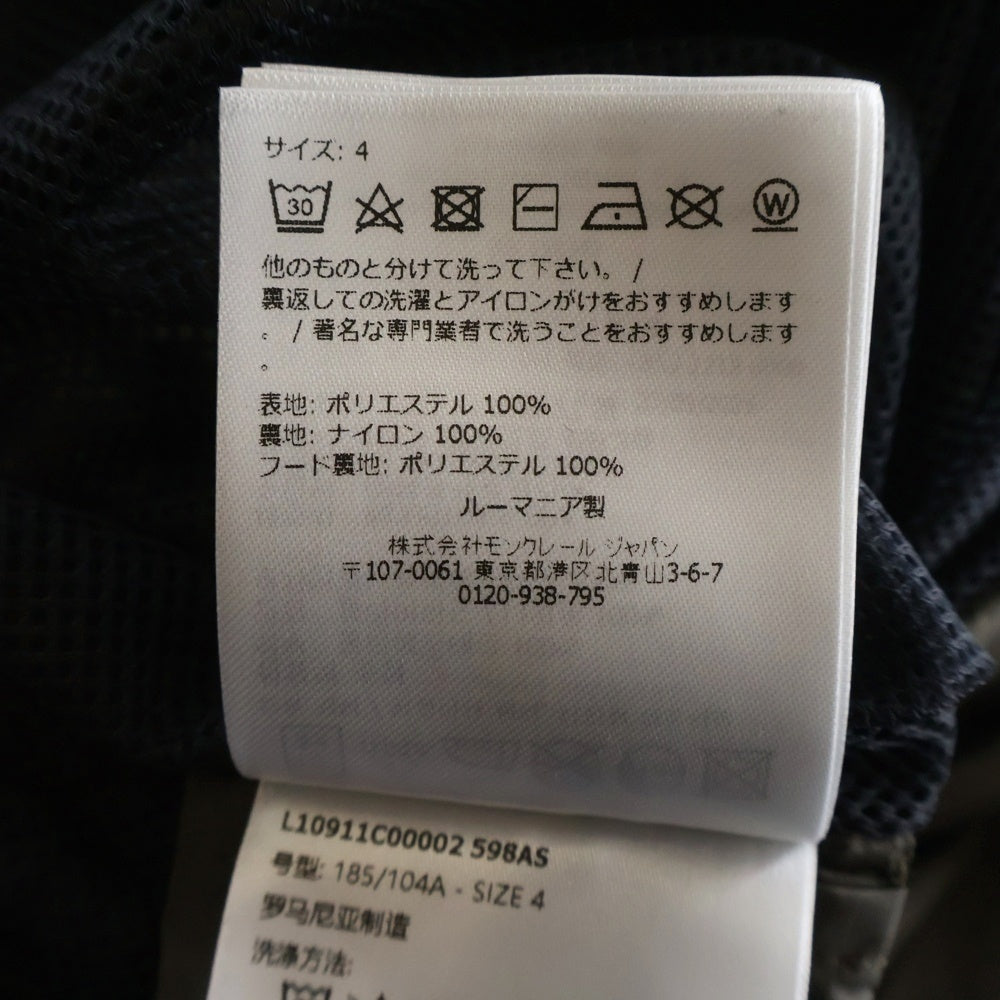 サイズ: 4
30
W
他のものと分けて洗って下さい。 /
裏返しての洗濯とアイロンがけをおすすめします
。 / 著名な専門業者で洗うことをおすすめします
。
表地: ポリエステル 100%
裏地: ナイロン 100%
フード裏地: ポリエステル 100%
ルーマニア製
株式会社モンクレール ジャパン
〒107-0061 東京都港区北青山3-6-7
0120-938-795
L10911C00002 598AS
号型: 185/104A - SIZE 4
罗马尼亚制造
洗涤方法: